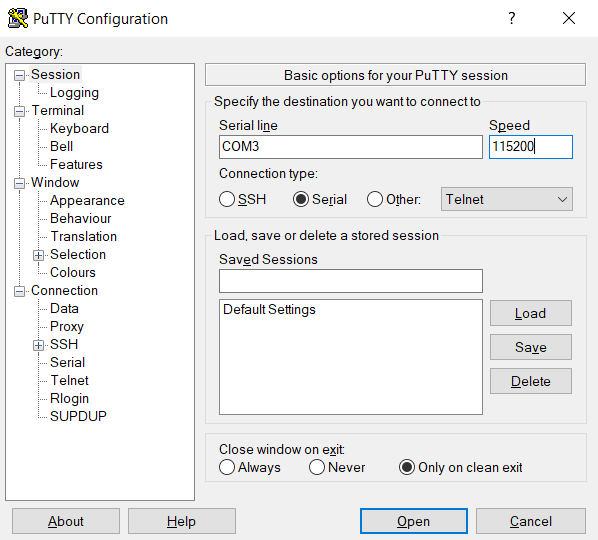 PuTTY Configuration
Category:
Session
Logging
Terminal
Keyboard
Bell
Features
Window
Appearance
Behaviour
Translation
Selection
Colours
Connection
Data
Proxy
SSH
Serial
Telnet
Rlogin
SUPDUP
Basic options for your PuTTY session
Specify the destination you want to connect to
Serial line Speed
COM3 115200
Connection type:
SSH Serial Other: Telnet
Load, save or delete a stored session
Saved Sessions
Default Settings
Load
Save
Delete
Close window on exit:
Always Never Only on clean exit
About Help Open Cancel